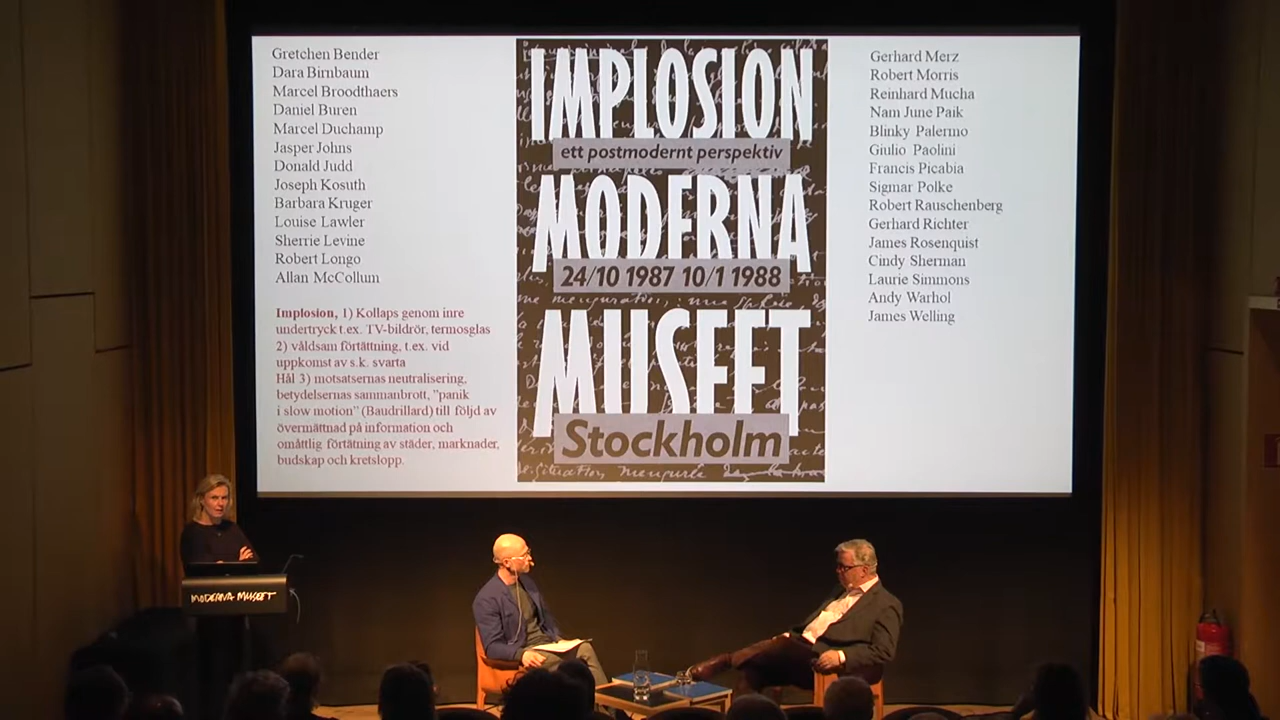 Gretchen Bender
Dara Birnbaum
Marcel Broodthaers
Daniel Buren
Marcel Duchamp
Jasper Johns
Donald Judd
Joseph Kosuth
Barbara Kruger
Louise Lawler
Sherrie Levine
Robert Longo
Allan McCollum
Implosion, 1) Kollaps genom inre
undertryck t.ex. TV-bildrör, termosglas
2) våldsam förtättning, t.ex. vid
uppkomst av s.k. svarta
Hål 3) motsatsernas neutralisering,
betydelsernas sammanbrott, "panik
i slow motion" (Baudrillard) till följd av
övermättnad på information och
omåttlig förtätning av städer, marknader,
budskap och kretslopp.
IMPLOSION
ett postmodernt perspektiv
MODERNA
24/10 1987 10/1 1988
MUSEET
Stockholm
Gerhard Merz
Robert Morris
Reinhard Mucha
Nam June Paik
Blinky Palermo
Giulio Paolini
Francis Picabia
Sigmar Polke
Robert Rauschenberg
Gerhard Richter
James Rosenquist
Cindy Sherman
Laurie Simmons
Andy Warhol
James Welling
MODERNA MUSEET